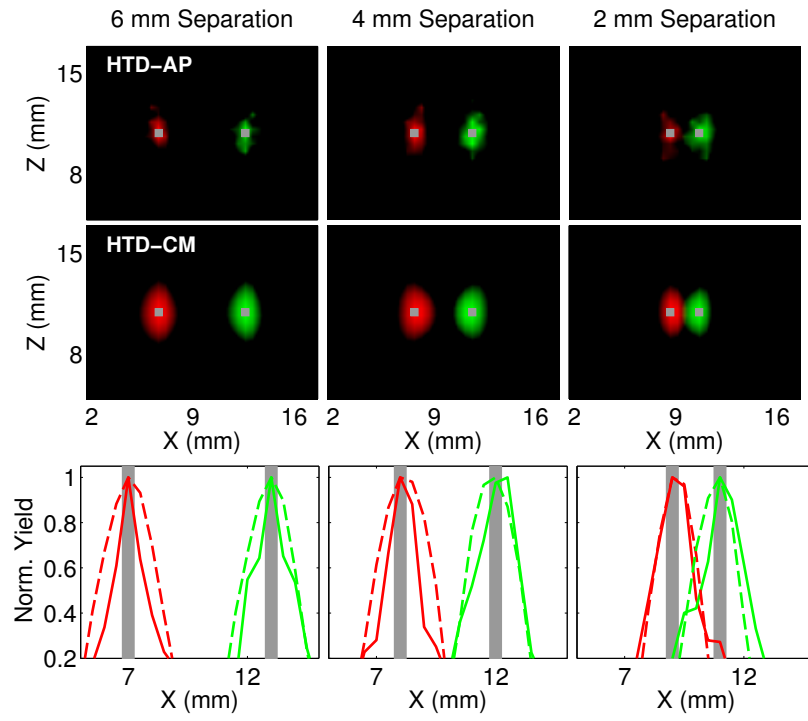 6 mm Separation 4 mm Separation 2 mm Separation
HTD-AP
15
8
Z (mm)
HTD-CM
15
8
Z (mm)
2 9 16 2 9 16 2 9 16
X (mm) X (mm) X (mm)
1
0.8
0.6
0.4
0.2
Norm. Yield
7 12 7 12 7 12
X (mm) X (mm) X (mm)